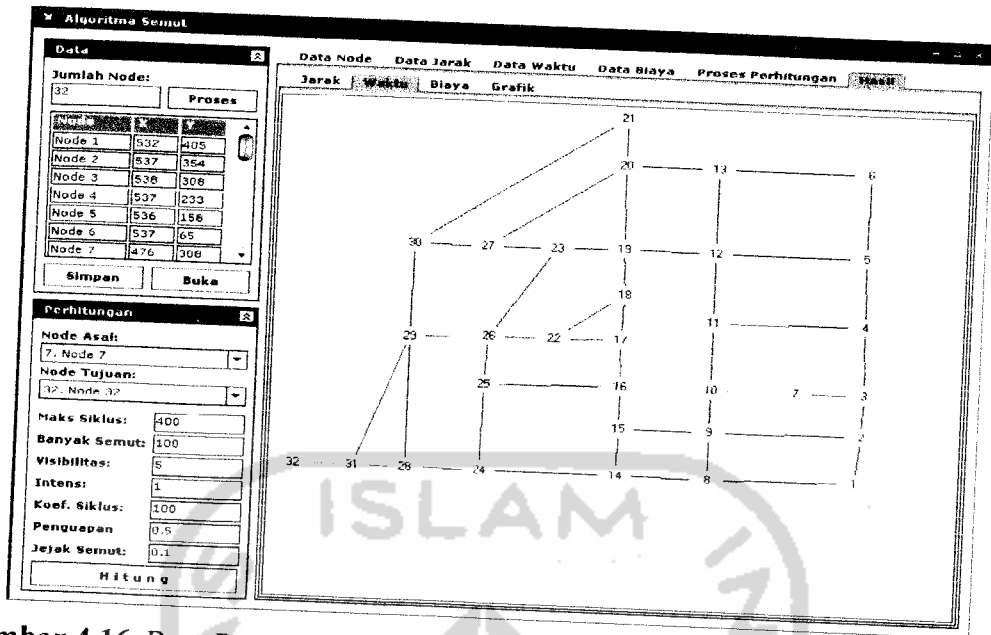 Algoritma Semut
Data
Jumlah Node:
32
Proses
Node X Y
Node 1 532 405
Node 2 537 354
Node 3 538 308
Node 4 537 233
Node 5 536 158
Node 6 537 65
Node 7 476 308
Simpan Buka
Perhitungan
Node Asal:
7. Node 7
Node Tujuan:
32. Node 32
Maks Siklus: 400
Banyak Semut: 100
Visibilitas: 5
Intens: 1
Koef. Siklus: 100
Penguapan 0.5
Jejak Semut: 0.1
Hitung
Data Node Data Jarak Data Waktu Data Biaya Proses Perhitungan Hasil
Jarak Waktu Biaya Grafik
21
20 13 6
30 27 23 19 12 5
18
29 26 22 17 11 4
25 16 10 7 3
15 9 2
32 31 28 24 14 8 1
ISLAM
4.16